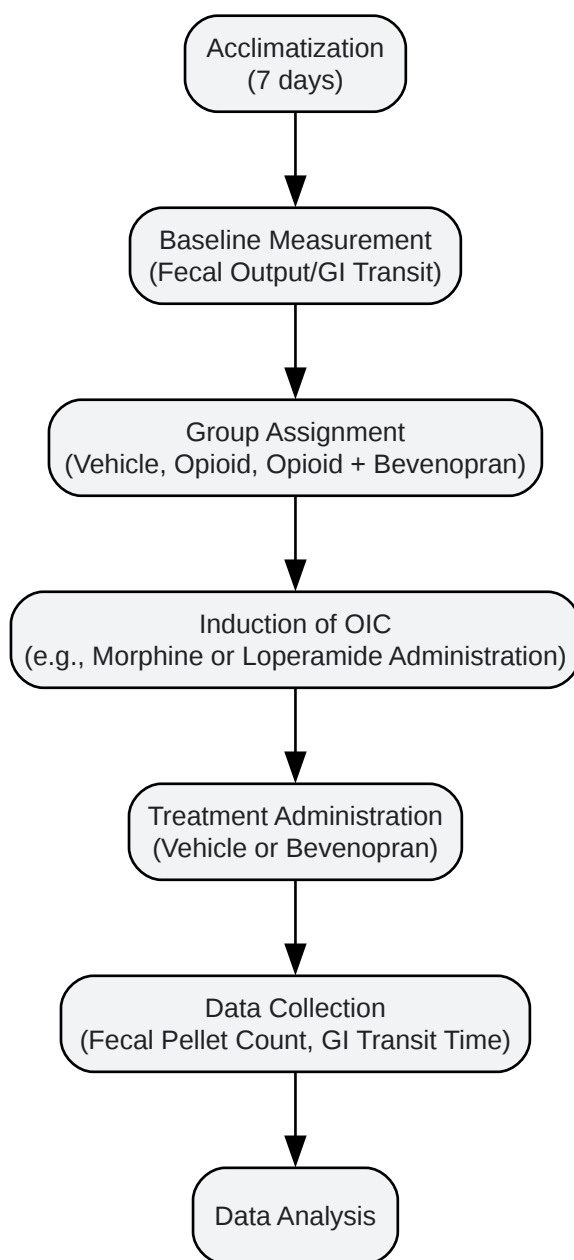 Acclimatization
(7 days)
Baseline Measurement
(Fecal Output/GI Transit)
Group Assignment
(Vehicle, Opioid, Opioid + Bevenopran)
Induction of OIC
(e.g., Morphine or Loperamide Administration)
Treatment Administration
(Vehicle or Bevenopran)
Data Collection
(Fecal Pellet Count, GI Transit Time)
Data Analysis